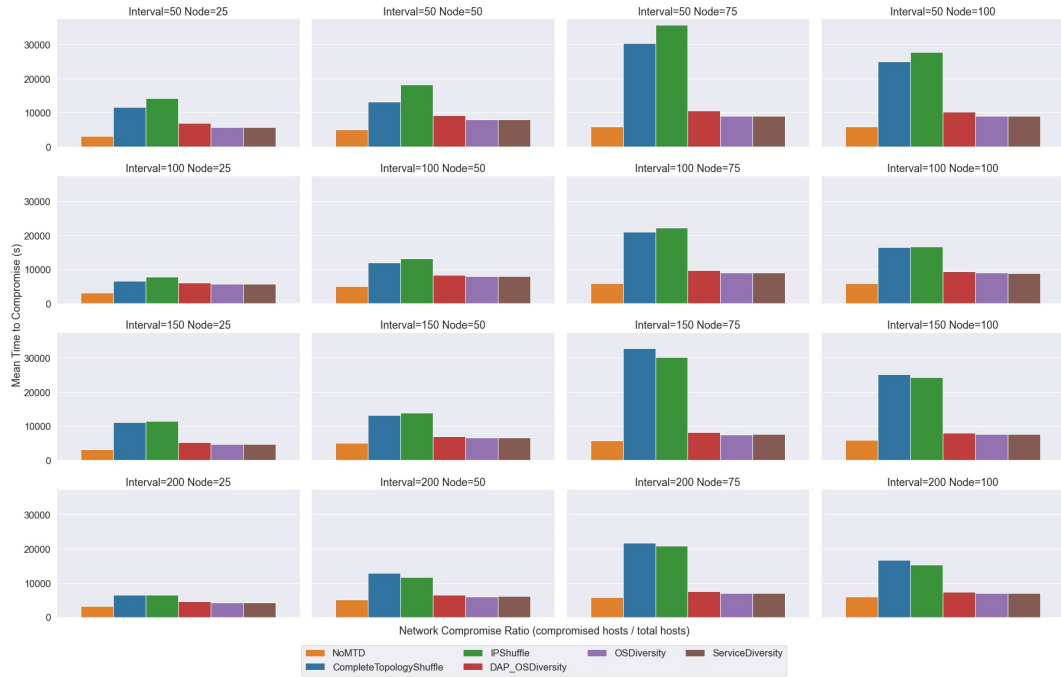 Interval=50 Node=25
Interval=50 Node=50
Interval=50 Node=75
Interval=50 Node=100
30000
20000
10000
0
Interval=100 Node=25
Interval=100 Node=50
Interval=100 Node=75
Interval=100 Node=100
30000
20000
10000
0
Mean Time to Compromise (s)
Interval=150 Node=25
Interval=150 Node=50
Interval=150 Node=75
Interval=150 Node=100
30000
20000
10000
0
Interval=200 Node=25
Interval=200 Node=50
Interval=200 Node=75
Interval=200 Node=100
30000
20000
10000
0
Network Compromise Ratio (compromised hosts / total hosts)
NoMTD
CompleteTopologyShuffle
IPShuffle
DAP_OSDiversity
OSDiversity
ServiceDiversity